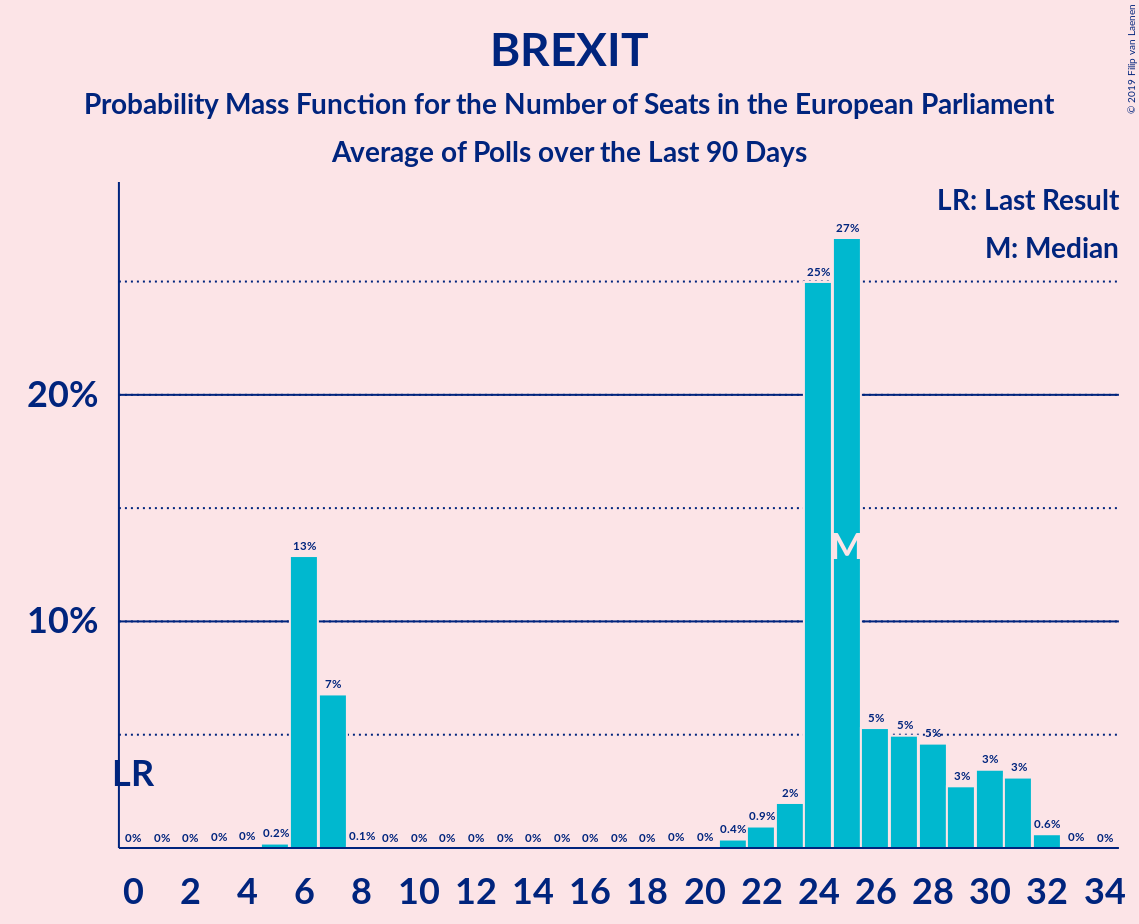 BREXIT
Probability Mass Function for the Number of Seats in the European Parliament
Average of Polls over the Last 90 Days
© 2019 Filip van Laenen
LR: Last Result
M: Median
20%
10%
LR
M
0% 0% 0% 0% 0% 0.2% 13% 7% 0.1% 0% 0% 0% 0% 0% 0% 0% 0% 0% 0% 0% 0% 0.4% 0.9% 2% 25% 27% 5% 5% 5% 3% 3% 3% 0.6% 0% 0%
0 2 4 6 8 10 12 14 16 18 20 22 24 26 28 30 32 34